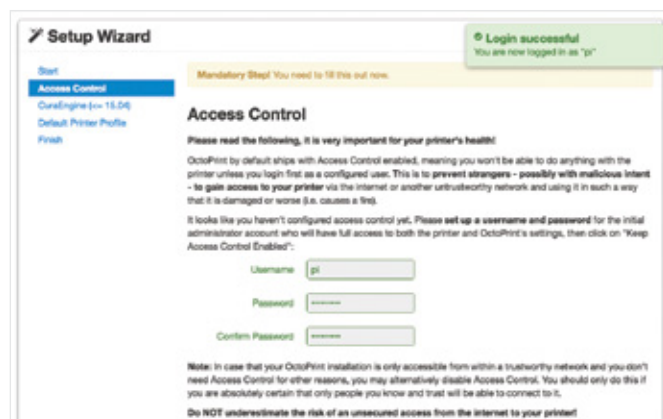 Setup Wizard
Login successful
You are now logged in as "pi"
Start
Access Control
CuraEngine (<= 15.04)
Default Printer Profile
Finish
Mandatory Step! You need to fill this out now.
Access Control
Please read the following, it is very important for your printer's health!
OctoPrint by default ships with Access Control enabled, meaning you won't be able to do anything with the
printer unless you login first as a configured user. This is to prevent strangers - possibly with malicious intent
- to gain access to your printer via the internet or another untrustworthy network and using it in such a way
that it is damaged or worse (i.e. causes a fire).
It looks like you haven't configured access control yet. Please set up a username and password for the initial
administrator account who will have full access to both the printer and OctoPrint's settings, then click on "Keep
Access Control Enabled":
Username pi
Password
Confirm Password
Note: In case that your OctoPrint installation is only accessible from within a trustworthy network and you don't
need Access Control for other reasons, you may alternatively disable Access Control. You should only do this if
you are absolutely certain that only people you know and trust will be able to connect to it.
Do NOT underestimate the risk of an unsecured access from the internet to your printer!